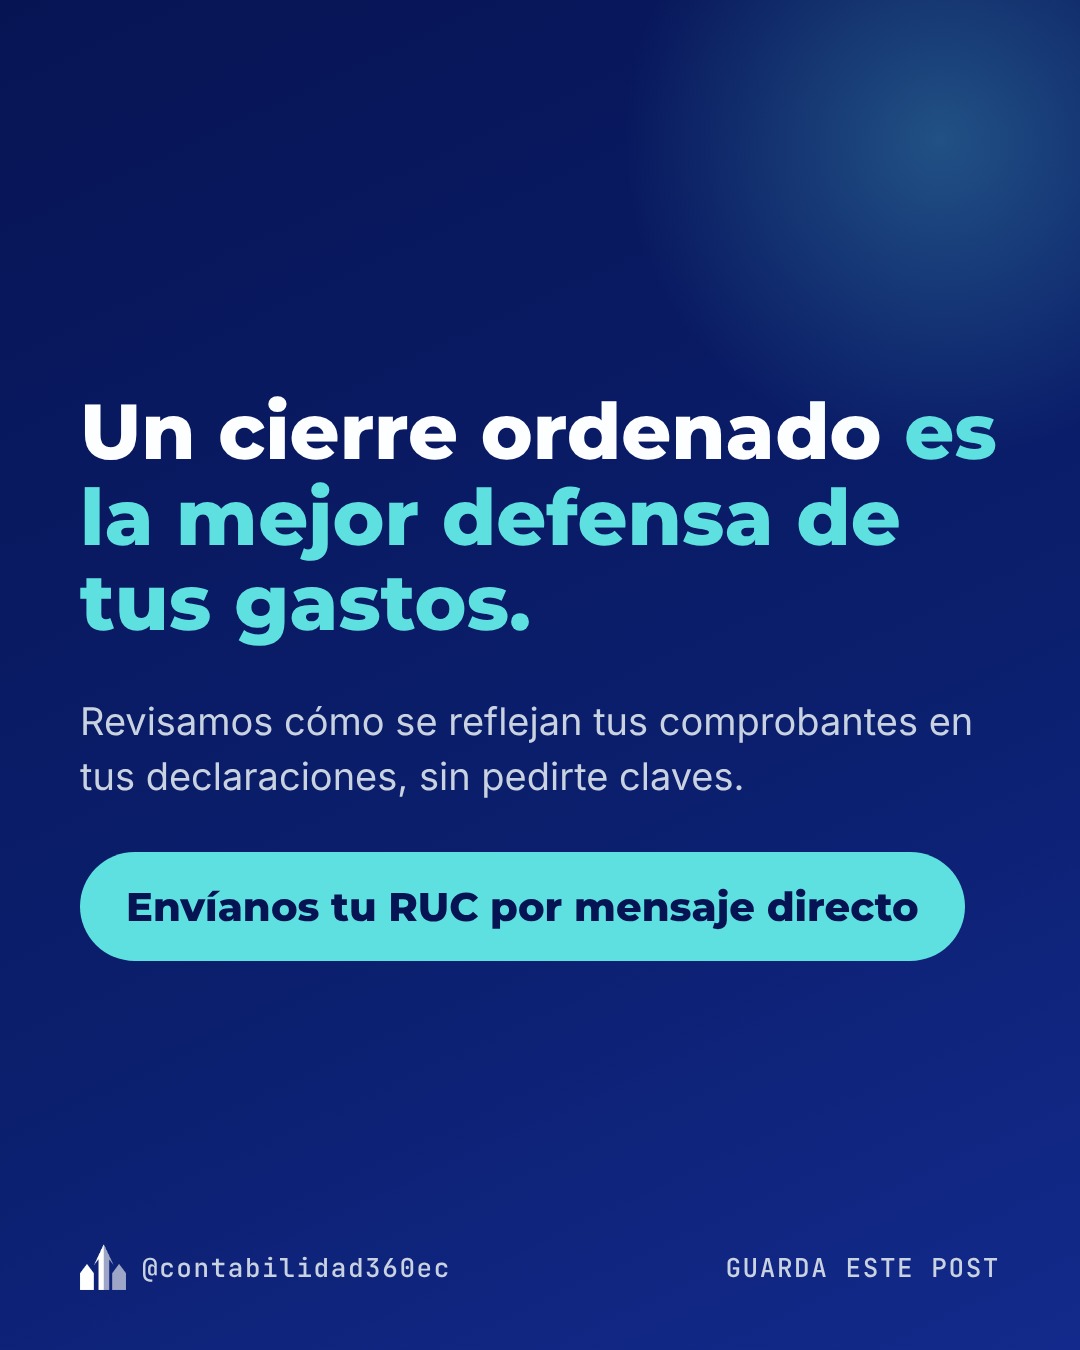 Un cierre ordenado es
la mejor defensa de
tus gastos.
Revisamos cómo se reflejan tus comprobantes en
tus declaraciones, sin pedirte claves.
Envíanos tu RUC por mensaje directo
@contabilidad360ec
GUARDA ESTE POST